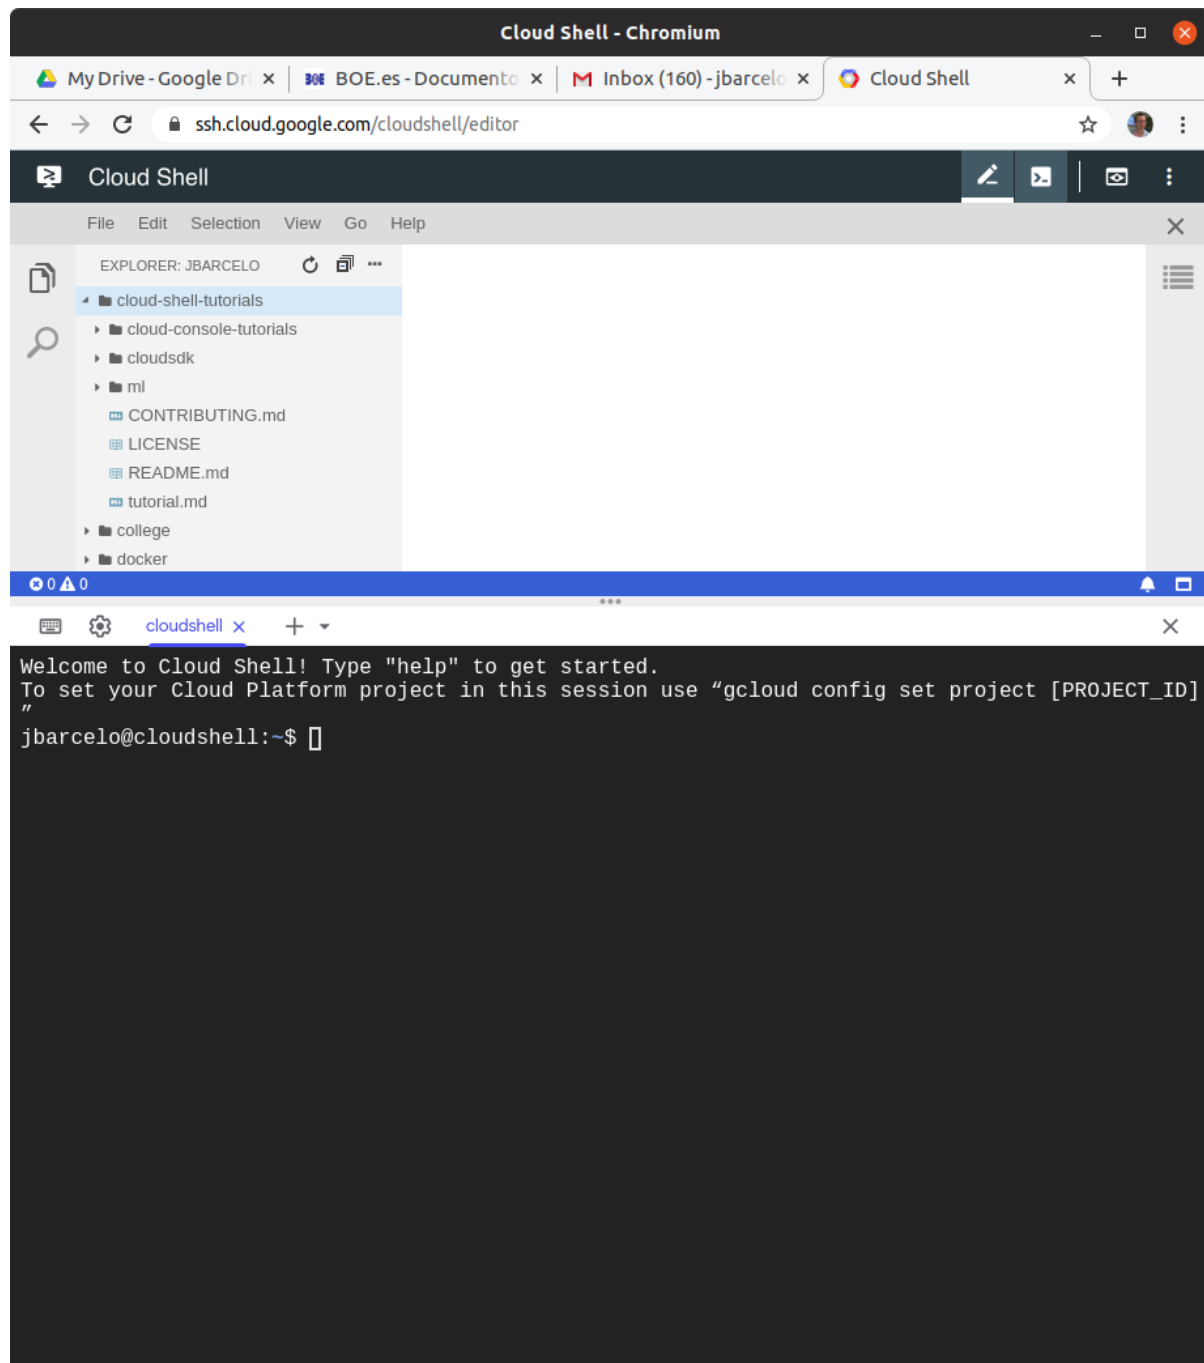 Cloud Shell - Chromium
My Drive - Google Dri
BOE.es - Documento
Inbox (160) - jbarcelo
Cloud Shell
ssh.cloud.google.com/cloudshell/editor
Cloud Shell
File Edit Selection View Go Help
EXPLORER: JBARCELO
cloud-shell-tutorials
cloud-console-tutorials
cloudsdk
ml
CONTRIBUTING.md
LICENSE
README.md
tutorial.md
college
docker
0 0
cloudshell
Welcome to Cloud Shell! Type "help" to get started.
To set your Cloud Platform project in this session use “gcloud config set project [PROJECT_ID]
”
jbarcelo@cloudshell:~$